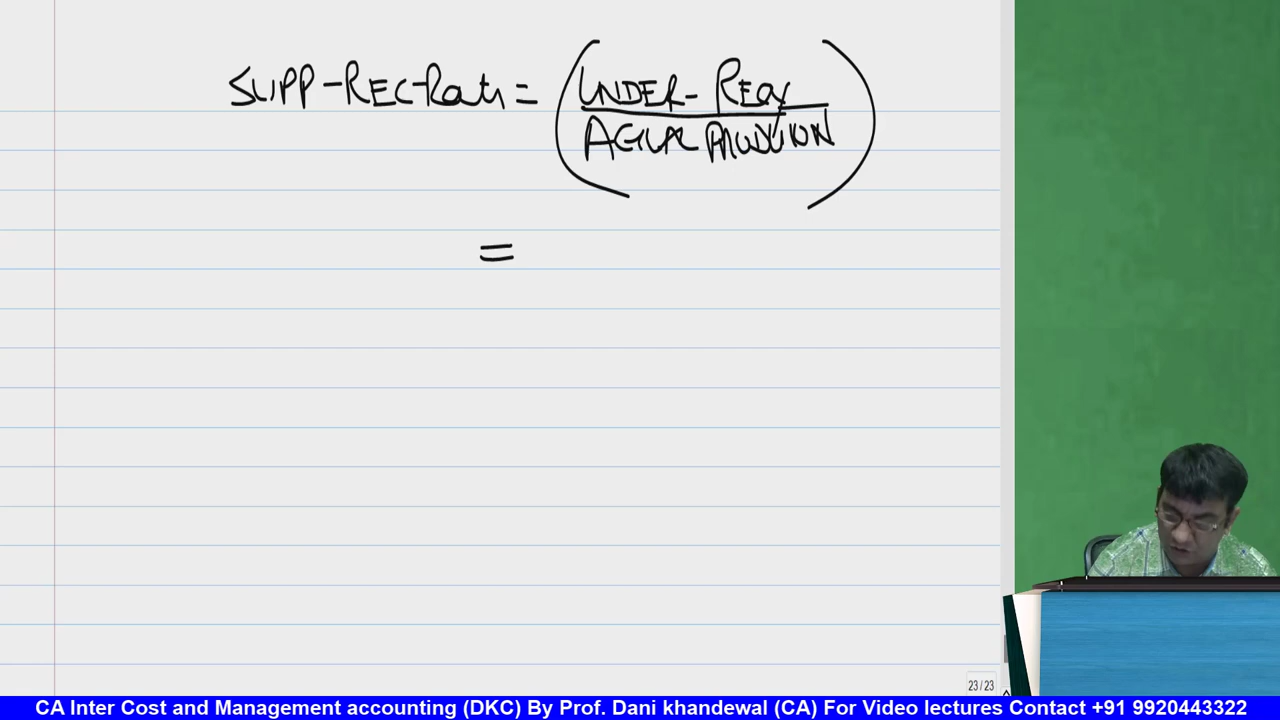 SUPP-REC-Rate = (UNDER-RECY
ACTUAL PRODUCTION)
=
23 / 23
CA Inter Cost and Management accounting (DKC) By Prof. Dani khandewal (CA) For Video lectures Contact +91 9920443322